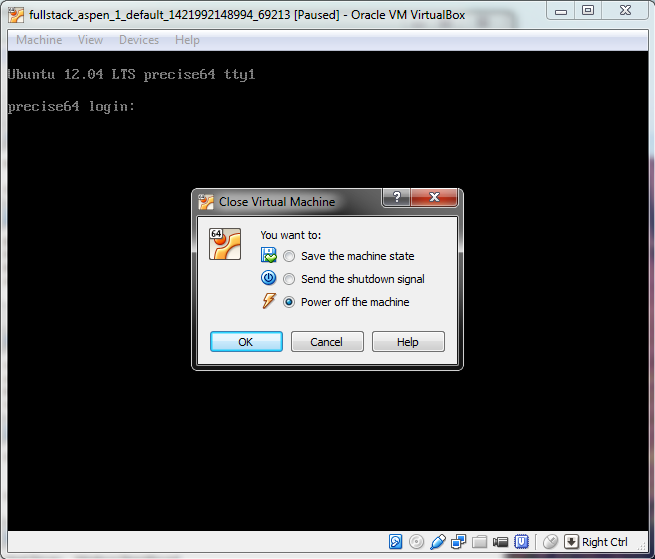 fullstack_aspen_1_default_1421992148994_69213 [Paused] - Oracle VM VirtualBox
Machine View Devices Help
Ubuntu 12.04 LTS precise64 tty1
precise64 login:
Close Virtual Machine
?
64
You want to:
Save the machine state
Send the shutdown signal
Power off the machine
OK Cancel Help
Right Ctrl